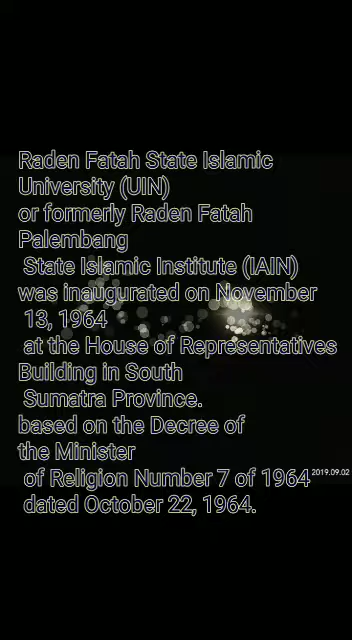 Raden Fatah State Islamic
University (UIN)
or formerly Raden Fatah
Palembang
State Islamic Institute (IAIN)
was inaugurated on November
13, 1964
at the House of Representatives
Building in South
Sumatra Province.
based on the Decree of
the Minister
of Religion Number 7 of 1964
2019.09.02
dated October 22, 1964.